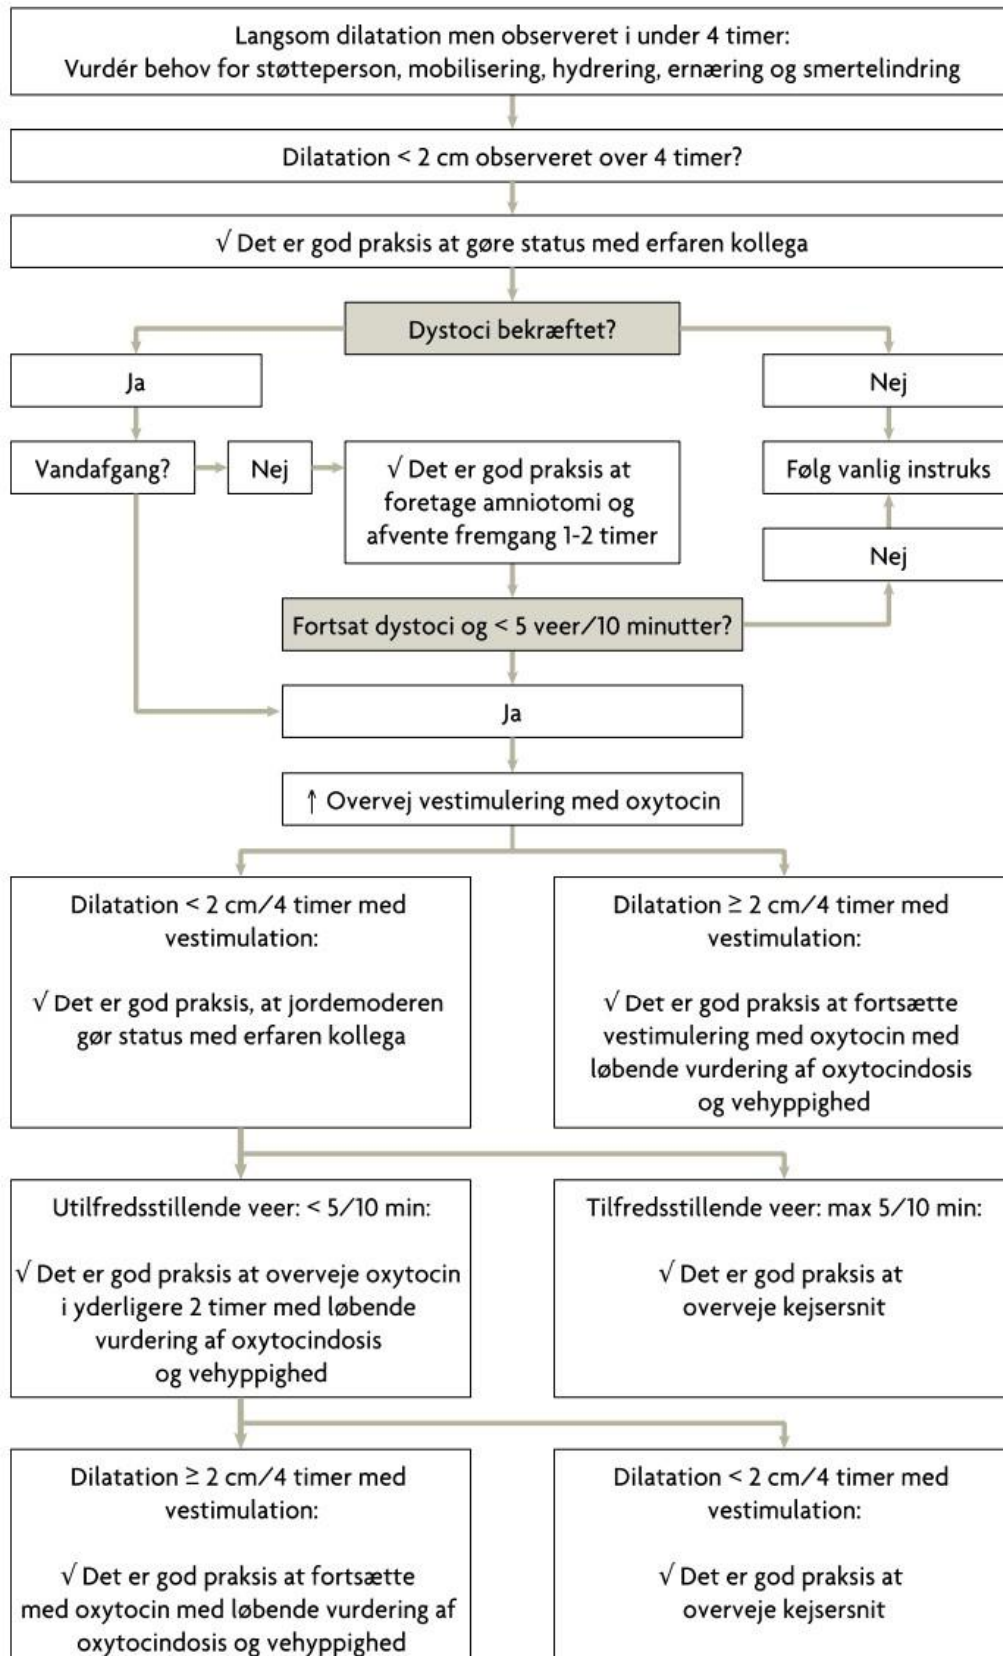 Langsom dilatation men observeret i under 4 timer:
Vurdér behov for støtteperson, mobilisering, hydrering, ernæring og smertelindring
Dilatation < 2 cm observeret over 4 timer?
√ Det er god praksis at gøre status med erfaren kollega
Dystoci bekræftet?
Ja
Nej
Vandafgang?
Nej
√ Det er god praksis at
foretage amniotomi og
afvente fremgang 1-2 timer
Følg vanlig instruks
Nej
Fortsat dystoci og < 5 veer/10 minutter?
Ja
↑ Overvej vestimulering med oxytocin
Dilatation < 2 cm/4 timer med
vestimulation:
√ Det er god praksis, at jordemoderen
gør status med erfaren kollega
Dilatation ≥ 2 cm/4 timer med
vestimulation:
√ Det er god praksis at fortsætte
vestimulering med oxytocin med
løbende vurdering af oxytocindosis
og vehyppighed
Utilfredsstillende veer: < 5/10 min:
√ Det er god praksis at overveje oxytocin
i yderligere 2 timer med løbende
vurdering af oxytocindosis
og vehyppighed
Tilfredsstillende veer: max 5/10 min:
√ Det er god praksis at
overveje kejsersnit
Dilatation ≥ 2 cm/4 timer med
vestimulation:
√ Det er god praksis at fortsætte
med oxytocin med løbende vurdering af
oxytocindosis og vehyppighed
Dilatation < 2 cm/4 timer med
vestimulation:
√ Det er god praksis at
overveje kejsersnit